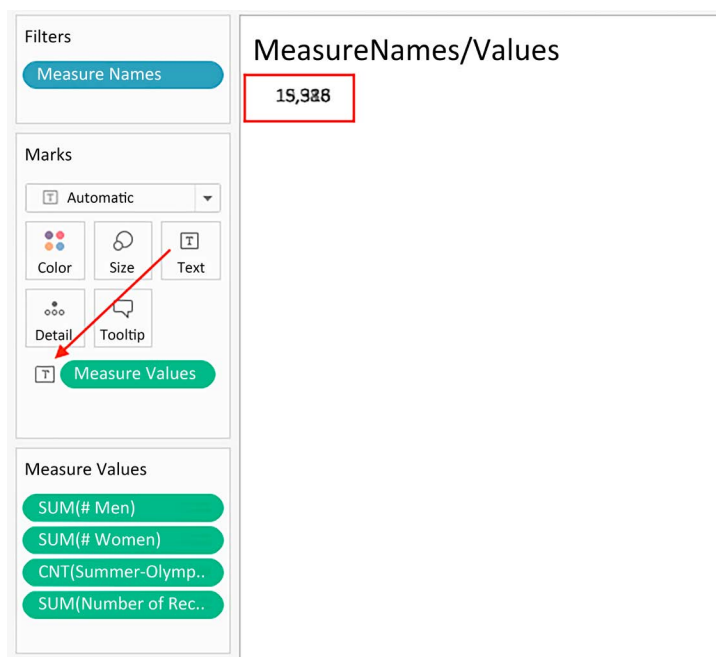 Filters
Measure Names
Marks
Automatic
Color
Size
Text
Detail
Tooltip
Measure Values
Measure Values
SUM(# Men)
SUM(# Women)
CNT(Summer-Olymp..
SUM(Number of Rec..
MeasureNames/Values